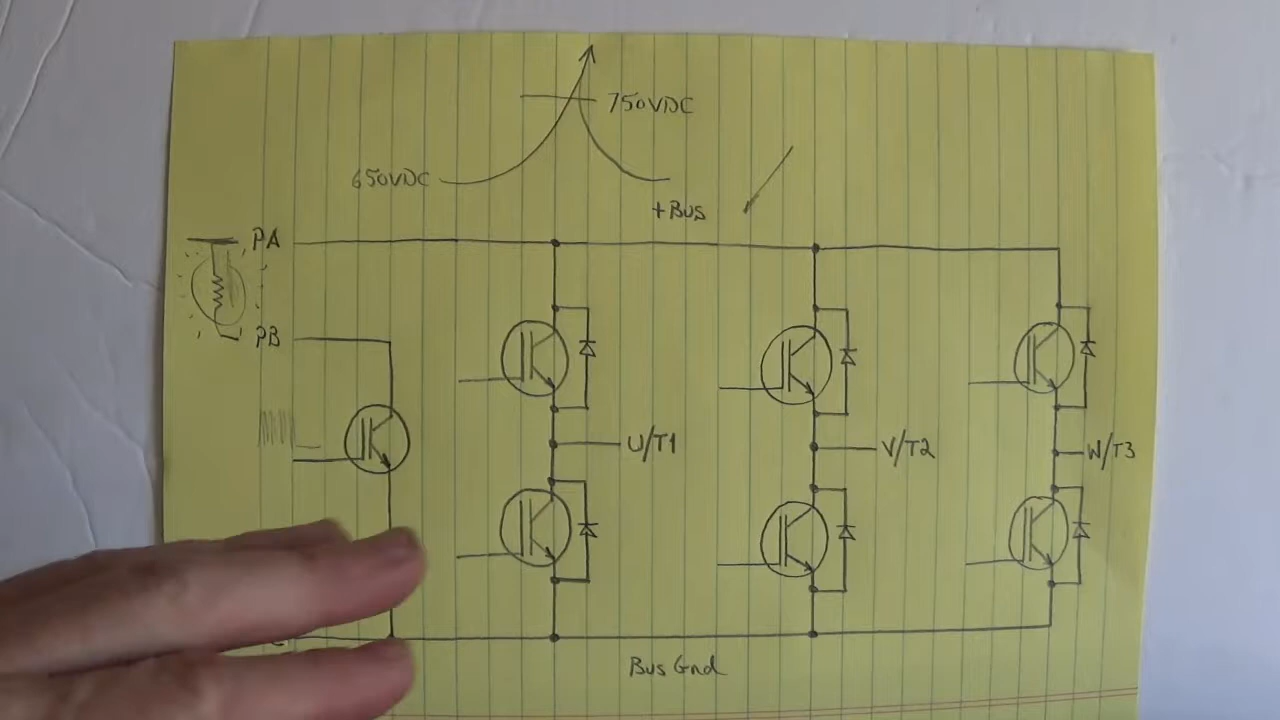 750VDC
650VDC
+Bus
PA
PB
U/T1
V/T2
W/T3
Bus Gnd